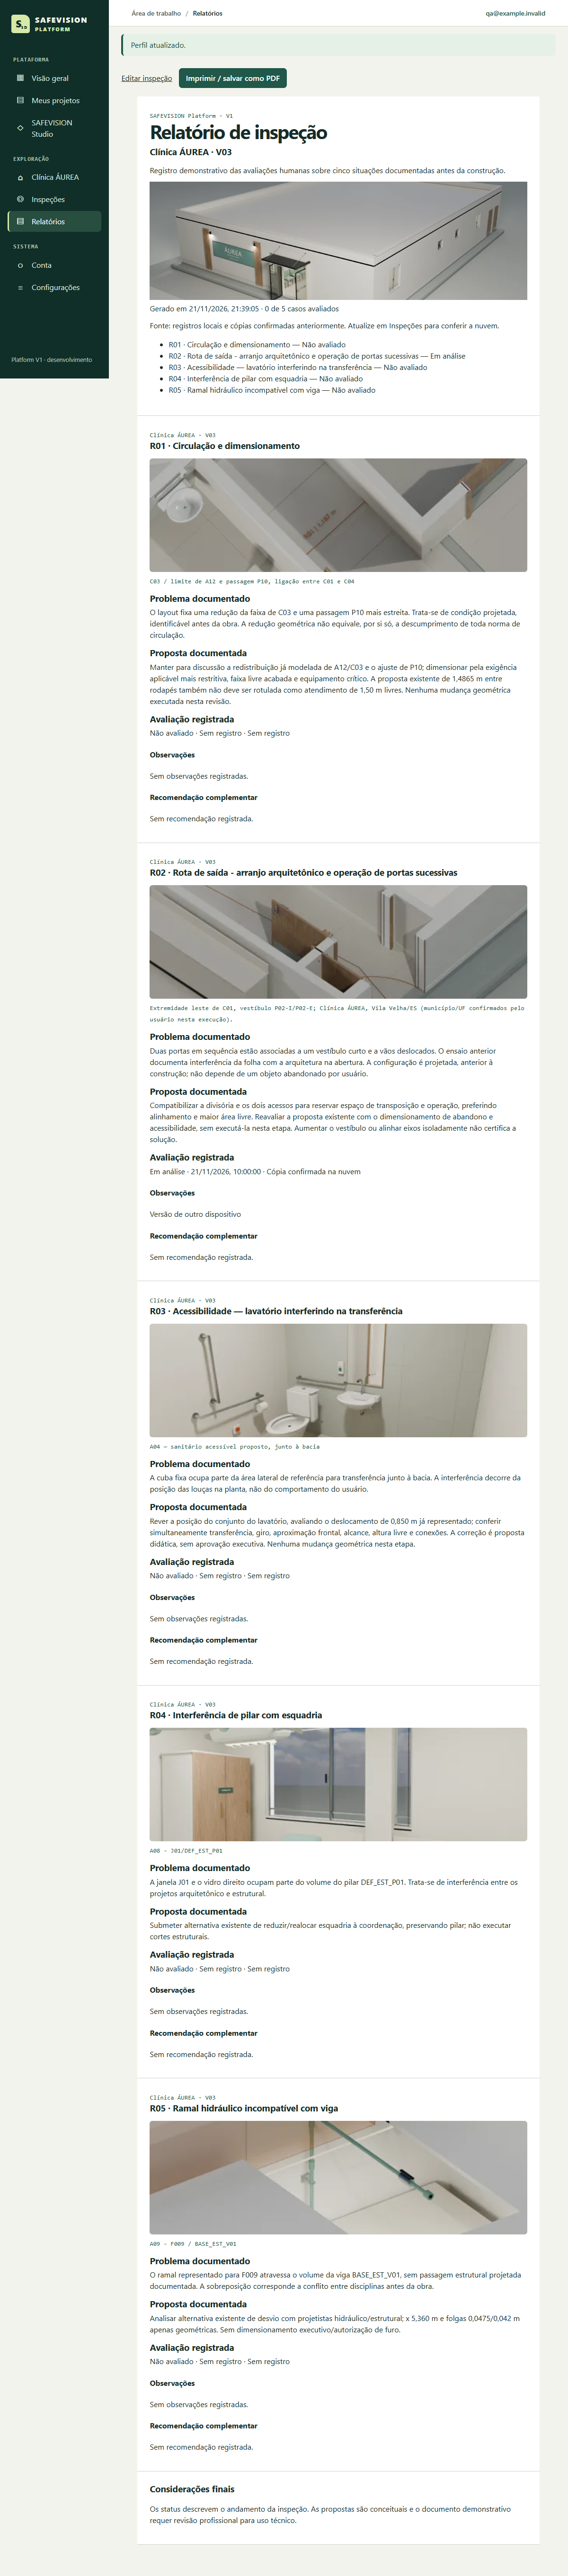 S
SAFEVISION
PLATFORM
PLATAFORMA
Visão geral
Meus projetos
SAFEVISION
Studio
EXPLORAÇÃO
Clínica ÁUREA
Inspeções
Relatórios
SISTEMA
Conta
Configurações
Platform V1 · desenvolvimento
Área de trabalho / Relatórios
qa@example.invalid
Perfil atualizado.
Editar inspeção
Imprimir / salvar como PDF
SAFEVISION Platform · V1
Relatório de inspeção
Clínica ÁUREA · V03
Registro demonstrativo das avaliações humanas sobre cinco situações documentadas antes da construção.
ÁUREA
Gerado em 21/11/2026, 21:39:05 · 0 de 5 casos avaliados
Fonte: registros locais e cópias confirmadas anteriormente. Atualize em Inspeções para conferir a nuvem.
• R01 · Circulação e dimensionamento — Não avaliado
• R02 · Rota de saída - arranjo arquitetônico e operação de portas sucessivas — Em análise
• R03 · Acessibilidade — lavatório interferindo na transferência — Não avaliado
• R04 · Interferência de pilar com esquadria — Não avaliado
• R05 · Ramal hidráulico incompatível com viga — Não avaliado
Clínica ÁUREA · V03
R01 · Circulação e dimensionamento
C03 / limite de A12 e passagem P10, ligação entre C01 e C04
Problema documentado
O layout fixa uma redução da faixa de C03 e uma passagem P10 mais estreita. Trata-se de condição projetada,
identificável antes da obra. A redução geométrica não equivale, por si só, a descumprimento de toda norma de
circulação.
Proposta documentada
Manter para discussão a redistribuição já modelada de A12/C03 e o ajuste de P10; dimensionar pela exigência
aplicável mais restritiva, faixa livre acabada e equipamento crítico. A proposta existente de 1,4865 m entre
rodapés também não deve ser rotulada como atendimento de 1,50 m livres. Nenhuma mudança geométrica
executada nesta revisão.
Avaliação registrada
Não avaliado · Sem registro · Sem registro
Observações
Sem observações registradas.
Recomendação complementar
Sem recomendação registrada.
Clínica ÁUREA · V03
R02 · Rota de saída - arranjo arquitetônico e operação de portas sucessivas
Extremidade leste de C01, vestíbulo P02-I/P02-E; Clínica ÁUREA, Vila Velha/ES (município/UF confirmados pelo
usuário nesta execução).
Problema documentado
Duas portas em sequência estão associadas a um vestíbulo curto e a vãos deslocados. O ensaio anterior
documenta interferência da folha com a arquitetura na abertura. A configuração é projetada, anterior à
construção; não depende de um objeto abandonado por usuário.
Proposta documentada
Compatibilizar a divisória e os dois acessos para reservar espaço de transposição e operação, preferindo
alinhamento e maior área livre. Reavaliar a proposta existente com o dimensionamento de abandono e
acessibilidade, sem executá-la nesta etapa. Aumentar o vestíbulo ou alinhar eixos isoladamente não certifica a
solução.
Avaliação registrada
Em análise · 21/11/2026, 10:00:00 · Cópia confirmada na nuvem
Observações
Versão de outro dispositivo
Recomendação complementar
Sem recomendação registrada.
Clínica ÁUREA · V03
R03 · Acessibilidade — lavatório interferindo na transferência
A04 — sanitário acessível proposto, junto à bacia
Problema documentado
A cuba fixa ocupa parte da área lateral de referência para transferência junto à bacia. A interferência decorre da
posição das louças na planta, não do comportamento do usuário.
Proposta documentada
Rever a posição do conjunto do lavatório, avaliando o deslocamento de 0,850 m já representado; conferir
simultaneamente transferência, giro, aproximação frontal, alcance, altura livre e conexões. A correção é proposta
didática, sem aprovação executiva. Nenhuma mudança geométrica nesta etapa.
Avaliação registrada
Não avaliado · Sem registro · Sem registro
Observações
Sem observações registradas.
Recomendação complementar
Sem recomendação registrada.
Clínica ÁUREA · V03
R04 · Interferência de pilar com esquadria
A08 - J01/DEF_EST_P01
Problema documentado
A janela J01 e o vidro direito ocupam parte do volume do pilar DEF_EST_P01. Trata-se de interferência entre os
projetos arquitetônico e estrutural.
Proposta documentada
Submeter alternativa existente de reduzir/realocar esquadria à coordenação, preservando pilar; não executar
cortes estruturais.
Avaliação registrada
Não avaliado · Sem registro · Sem registro
Observações
Sem observações registradas.
Recomendação complementar
Sem recomendação registrada.
Clínica ÁUREA · V03
R05 · Ramal hidráulico incompatível com viga
A09 - F009 / BASE_EST_V01
Problema documentado
O ramal representado para F009 atravessa o volume da viga BASE_EST_V01, sem passagem estrutural projetada
documentada. A sobreposição corresponde a conflito entre disciplinas antes da obra.
Proposta documentada
Analisar alternativa existente de desvio com projetistas hidráulico/estrutural; x 5,360 m e folgas 0,0475/0,042 m
apenas geométricas. Sem dimensionamento executivo/autorização de furo.
Avaliação registrada
Não avaliado · Sem registro · Sem registro
Observações
Sem observações registradas.
Recomendação complementar
Sem recomendação registrada.
Considerações finais
Os status descrevem o andamento da inspeção. As propostas são conceituais e o documento demonstrativo
requer revisão profissional para uso técnico.